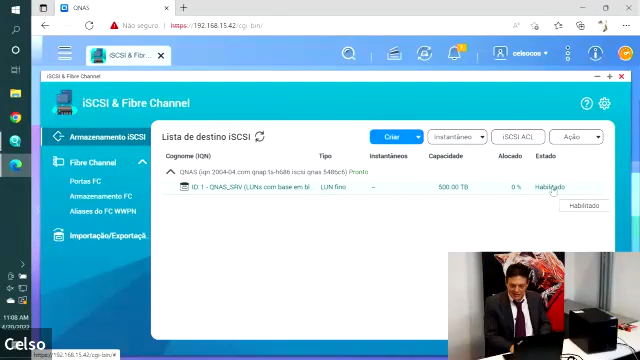 QNAS
Não seguro
https://192.168.15.42/cgi-bin/
iSCSI & Fibr...
celsocos
iSCSI & Fibre Channel
iSCSI & Fibre Channel
Armazenamento iSCSI
Fibre Channel
Portas FC
Armazenamento FC
Aliases do FC WWPN
Importação/Exportaçã...
Lista de destino iSCSI
Criar
Instantâneo
iSCSI ACL
Ação
Cognome (IQN)
Tipo
Instantâneos
Capacidade
Alocado
Estado
QNAS (iqn 2004-04 com qnap ts-h686 iscsi qnas 5486c6) Pronto
ID: 1 - QNAS_SRV (LUNs com base em bl...
LUN fino
--
500.00 TB
0 %
Habilitado
Habilitado
11:08 AM
4/20/2022
Celso
https://192.168.15.42/cgi-bin/#